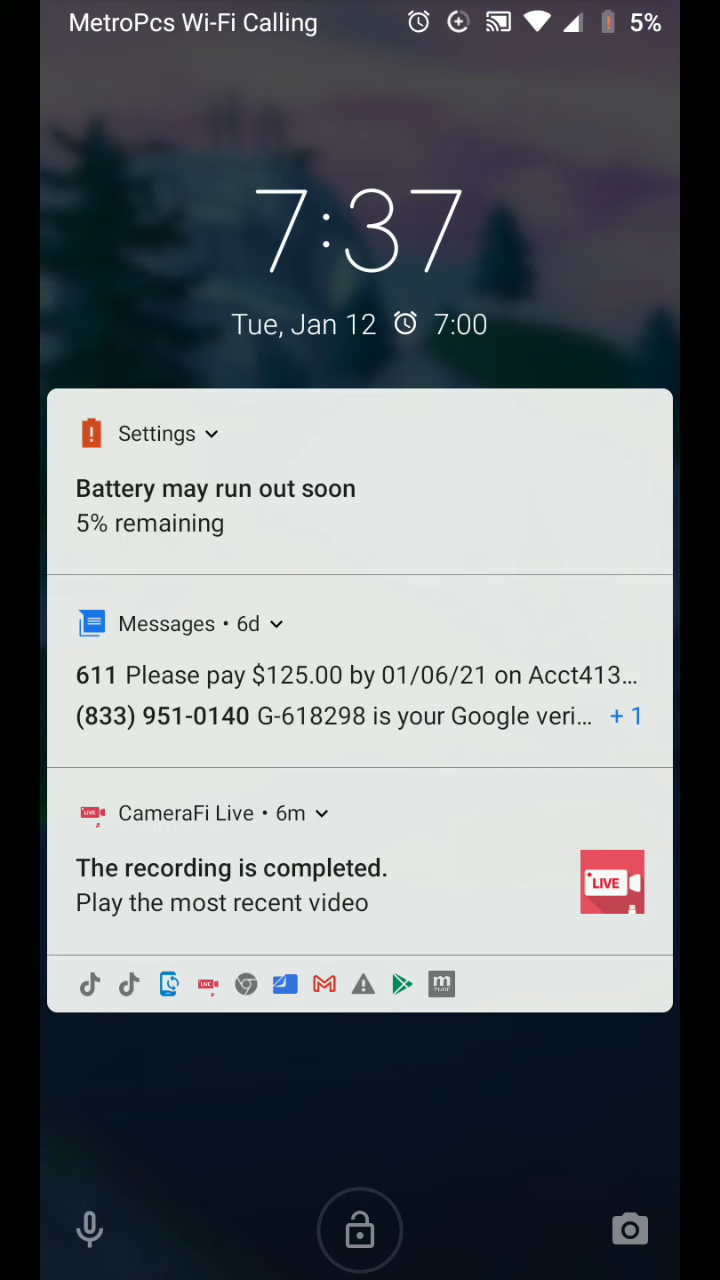 MetroPcs Wi-Fi Calling 5%
7:37
Tue, Jan 12 7:00
Settings
Battery may run out soon
5% remaining
Messages • 6d
611 Please pay $125.00 by 01/06/21 on Acct413...
(833) 951-0140 G-618298 is your Google veri... + 1
CameraFi Live • 6m
The recording is completed.
Play the most recent video
LIVE